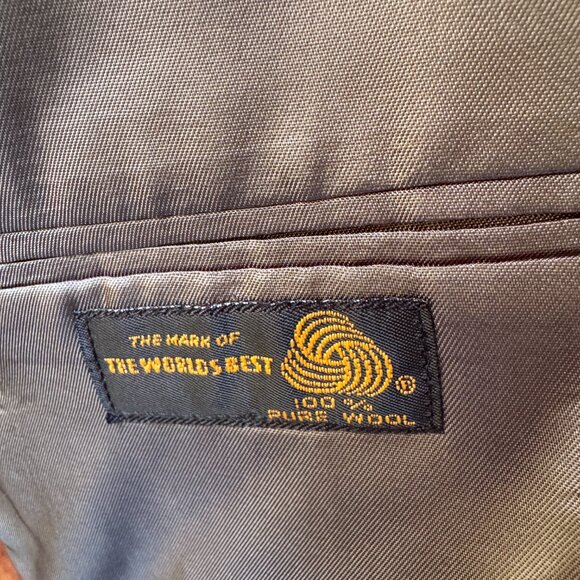 THE MARK OF
THE WORLDS BEST
®
100%
PURE WOOL